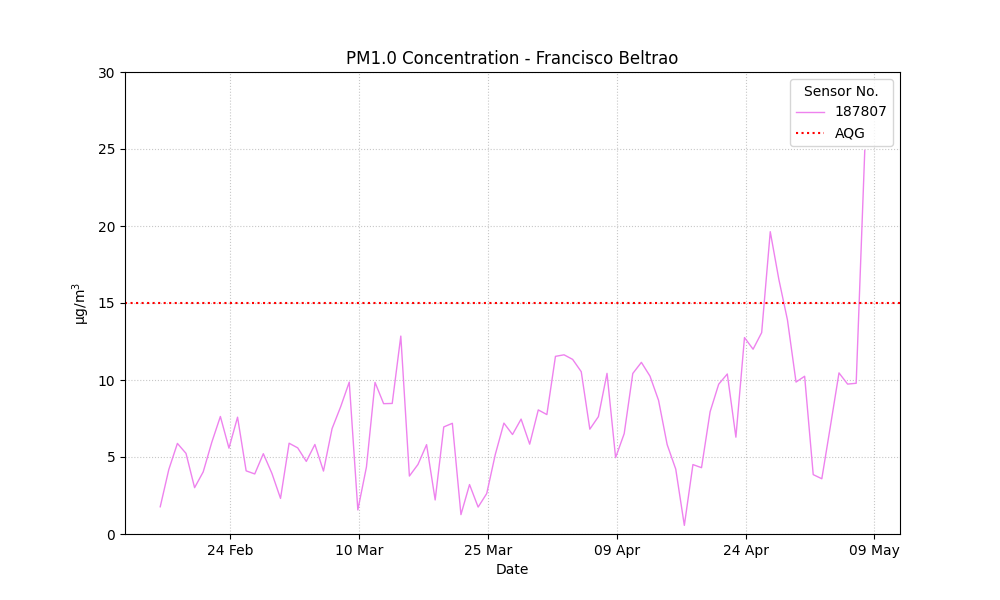 PM1.0 Concentration - Francisco Beltrao
Sensor No.
187807
AQG
30
25
20
15
10
5
0
µg/m³
24 Feb
10 Mar
25 Mar
09 Apr
24 Apr
09 May
Date